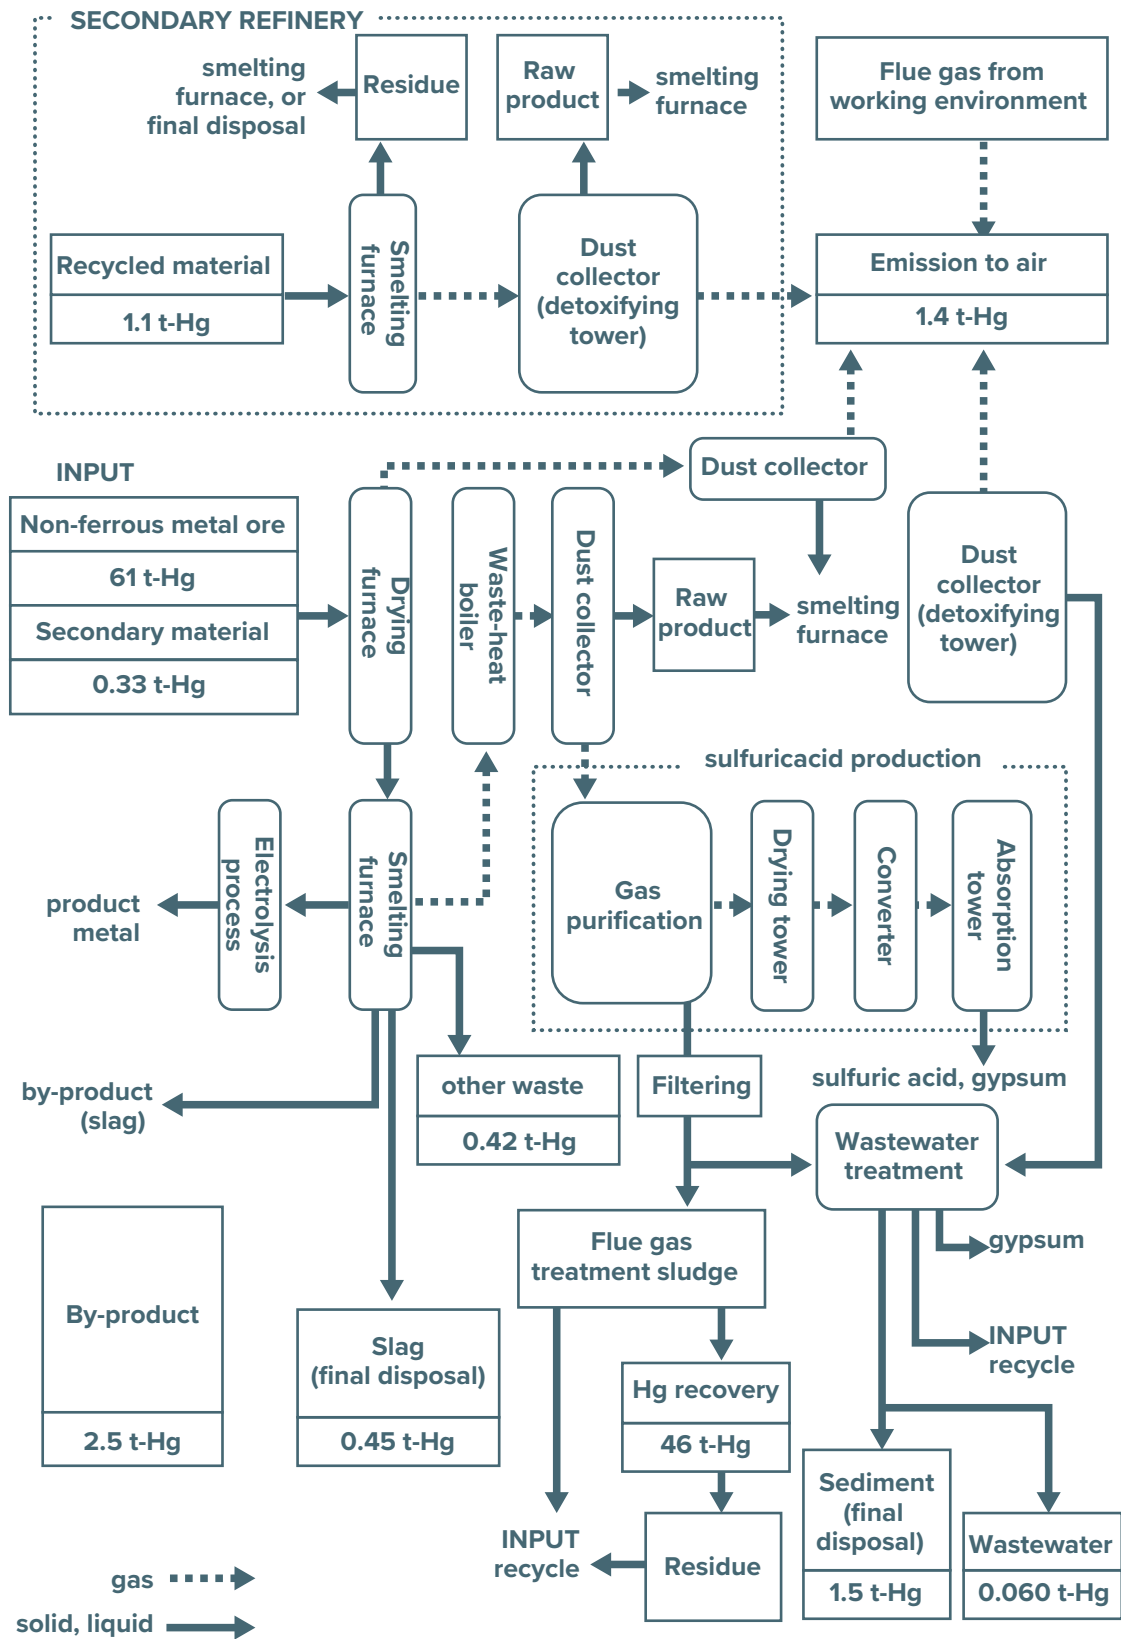 SECONDARY REFINERY
smelting
furnace, or
final disposal
Residue
Raw
product
smelting
furnace
Flue gas from
working environment
Recycled material
1.1 t-Hg
Smelting
furnace
Dust
collector
(detoxifying
tower)
Emission to air
1.4 t-Hg
INPUT
Non-ferrous metal ore
61 t-Hg
Secondary material
0.33 t-Hg
Drying
furnace
Waste-heat
boiler
Dust collector
Dust collector
Raw
product
smelting
furnace
Dust
collector
(detoxifying
tower)
sulfuricacid production
product
metal
Electrolysis
process
Smelting
furnace
Gas
purification
Drying tower
Converter
Absorption
tower
by-product
(slag)
other waste
0.42 t-Hg
Filtering
sulfuric acid, gypsum
Wastewater
treatment
By-product
2.5 t-Hg
Slag
(final disposal)
0.45 t-Hg
Flue gas
treatment sludge
gypsum
INPUT
recycle
Hg recovery
46 t-Hg
Sediment
(final
disposal)
1.5 t-Hg
Wastewater
0.060 t-Hg
INPUT
recycle
Residue
gas
solid, liquid